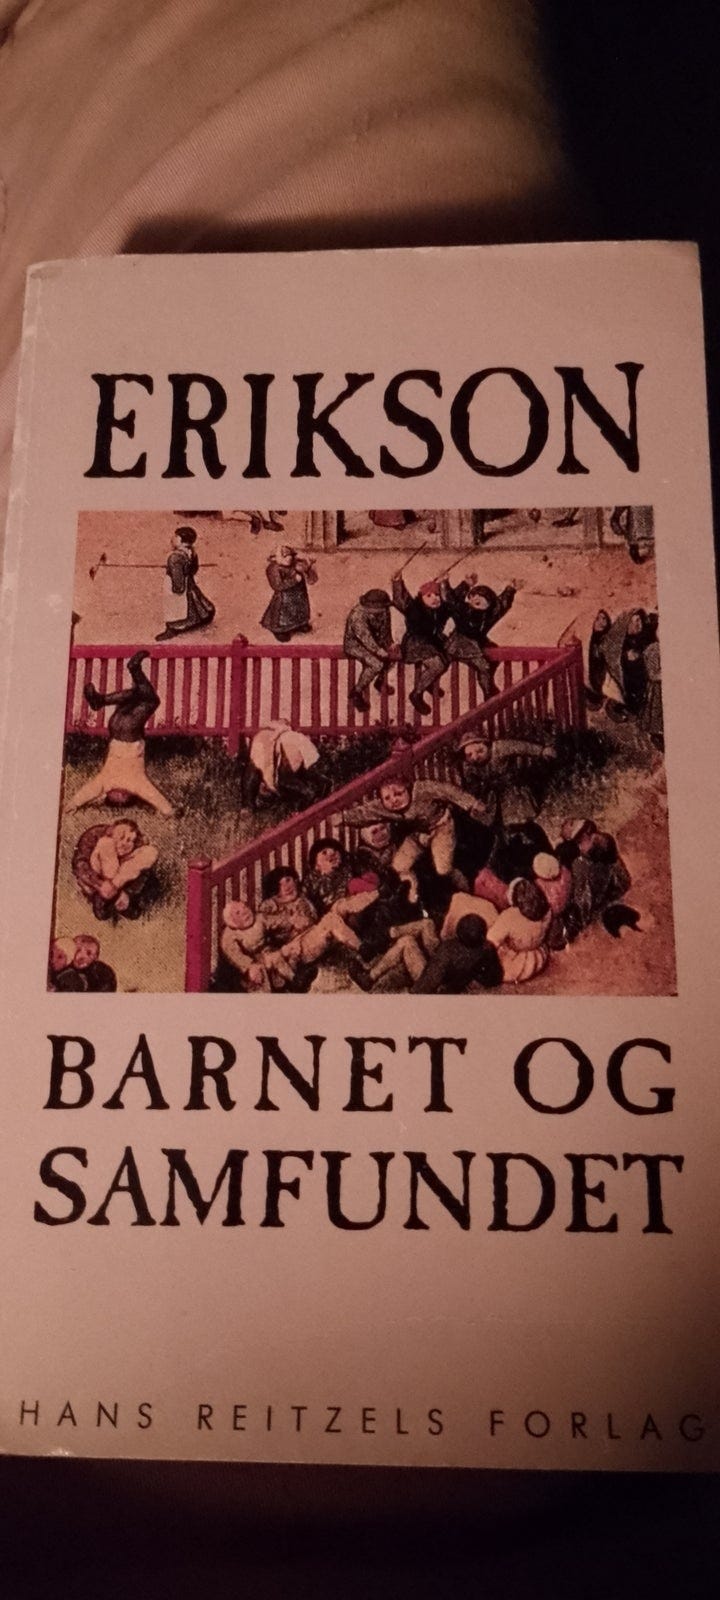 ERIKSON
BARNET OG
SAMFUNDET
HANS REITZELS FORLAG